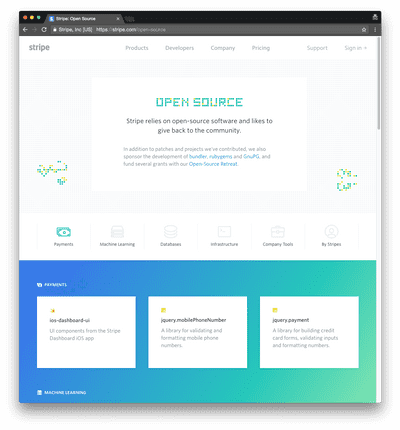 Stripe: Open Source
Stripe, Inc [US] https://stripe.com/open-source
stripe
Products Developers Company Pricing Support Sign in
OPEN SOURCE
Stripe relies on open-source software and likes to
give back to the community.
In addition to patches and projects we've contributed, we also
sponsor the development of bundler, rubygems and GnuPG, and
fund several grants with our Open-Source Retreat.
Payments Machine Learning Databases Infrastructure Company Tools By Stripes
PAYMENTS
ios-dashboard-ui
UI components from the Stripe
Dashboard iOS app
jquery.mobilePhoneNumber
A library for validating and
formatting mobile phone
numbers.
jquery.payment
A library for building credit
card forms, validating inputs
and formatting numbers.
MACHINE LEARNING